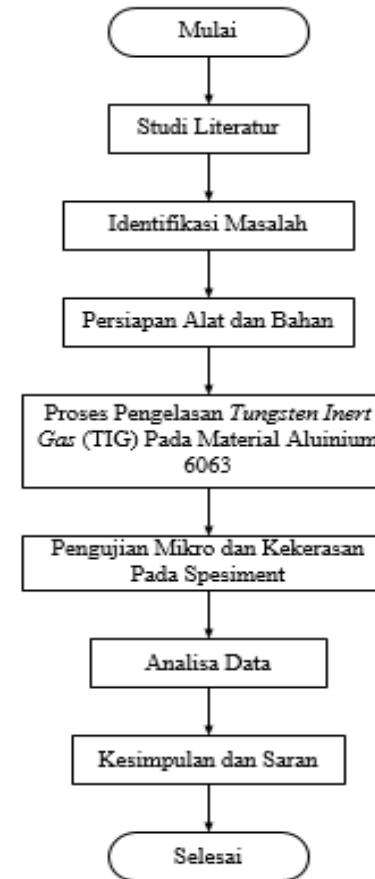 Mulai
Studi Literatur
Identifikasi Masalah
Persiapan Alat dan Bahan
Proses Pengelasan Tungsten Inert
Gas (TIG) Pada Material Aluinium
6063
Pengujian Mikro dan Kekerasan
Pada Spesiment
Analisa Data
Kesimpulan dan Saran
Selesai